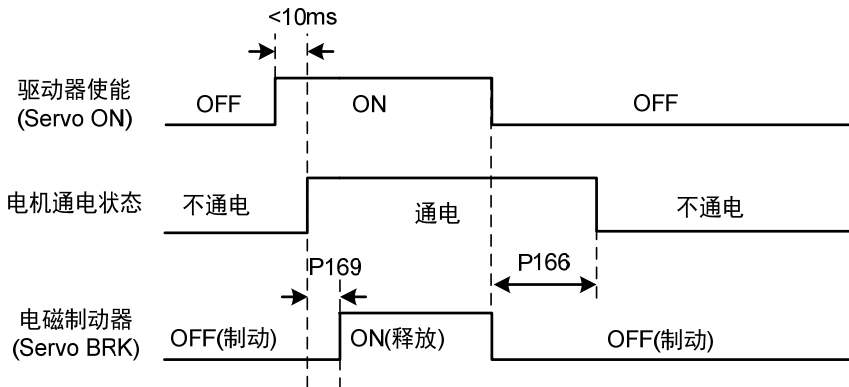 <10ms
驱动器使能
(Servo ON)
OFF
ON
OFF
电机通电状态
不通电
通电
不通电
P169
P166
电磁制动器
(Servo BRK)
OFF(制动)
ON(释放)
OFF(制动)